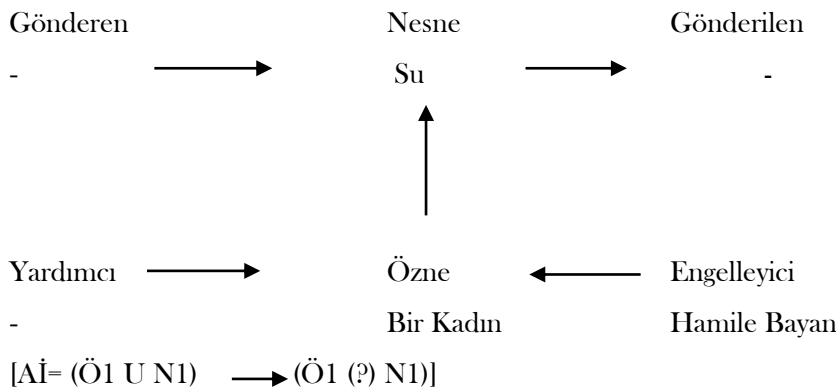 Gönderen Nesne Gönderilen
- Su -
Yardımcı Özne Engelleyici
- Bir Kadın Hamile Bayan
[Aİ= (Ö1 U N1) (Ö1 (?) N1)]